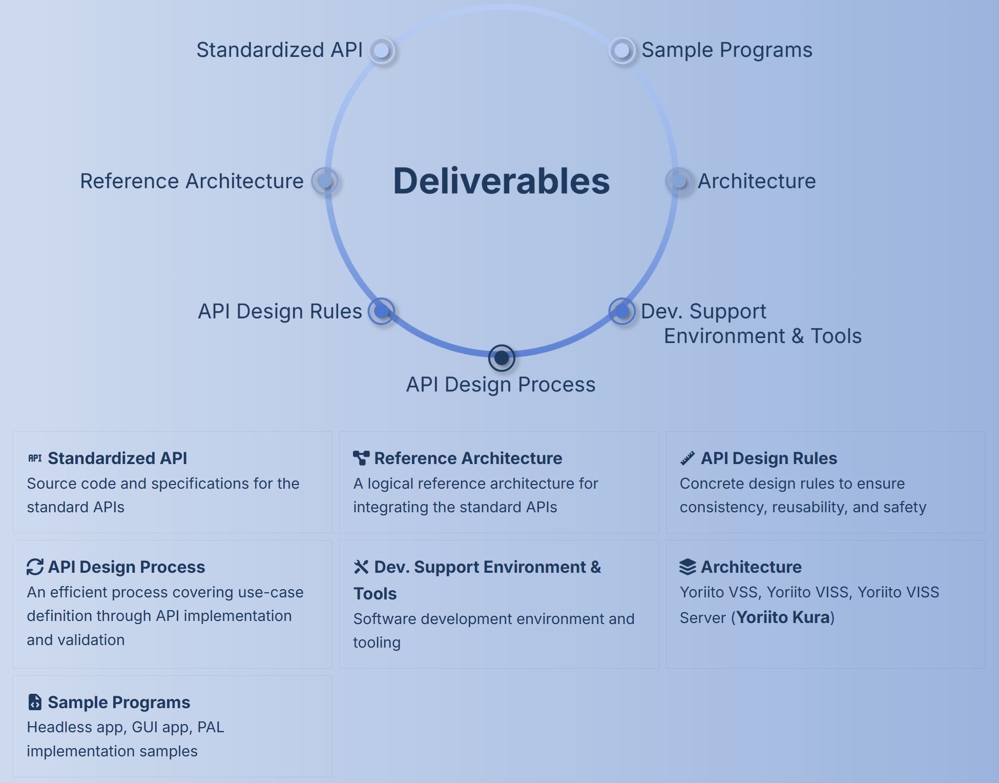 Standardized API
Sample Programs
Reference Architecture
Deliverables
Architecture
API Design Rules
Dev. Support
Environment & Tools
API Design Process
API Standardized API
Source code and specifications for the
standard APIs
Reference Architecture
A logical reference architecture for
integrating the standard APIs
API Design Rules
Concrete design rules to ensure
consistency, reusability, and safety
API Design Process
An efficient process covering use-case
definition through API implementation
and validation
Dev. Support Environment &
Tools
Software development environment and
tooling
Architecture
Yoriito VSS, Yoriito VISS, Yoriito VISS
Server (Yoriito Kura)
Sample Programs
Headless app, GUI app, PAL
implementation samples